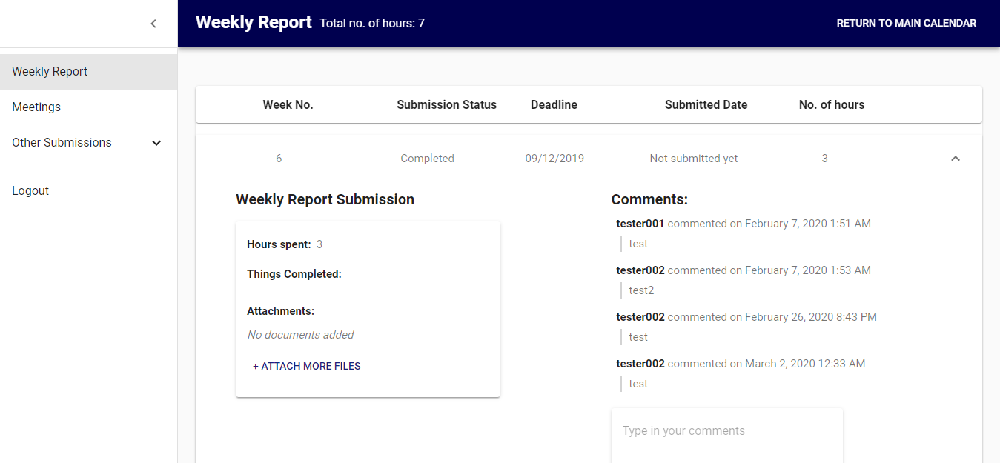 Weekly Report Total no. of hours: 7 RETURN TO MAIN CALENDAR
Weekly Report
Meetings
Other Submissions
Logout
Week No. Submission Status Deadline Submitted Date No. of hours
6 Completed 09/12/2019 Not submitted yet 3
Weekly Report Submission
Hours spent: 3
Things Completed:
Attachments:
No documents added
+ ATTACH MORE FILES
Comments:
tester001 commented on February 7, 2020 1:51 AM
test
tester002 commented on February 7, 2020 1:53 AM
test2
tester002 commented on February 26, 2020 8:43 PM
test
tester002 commented on March 2, 2020 12:33 AM
test
Type in your comments